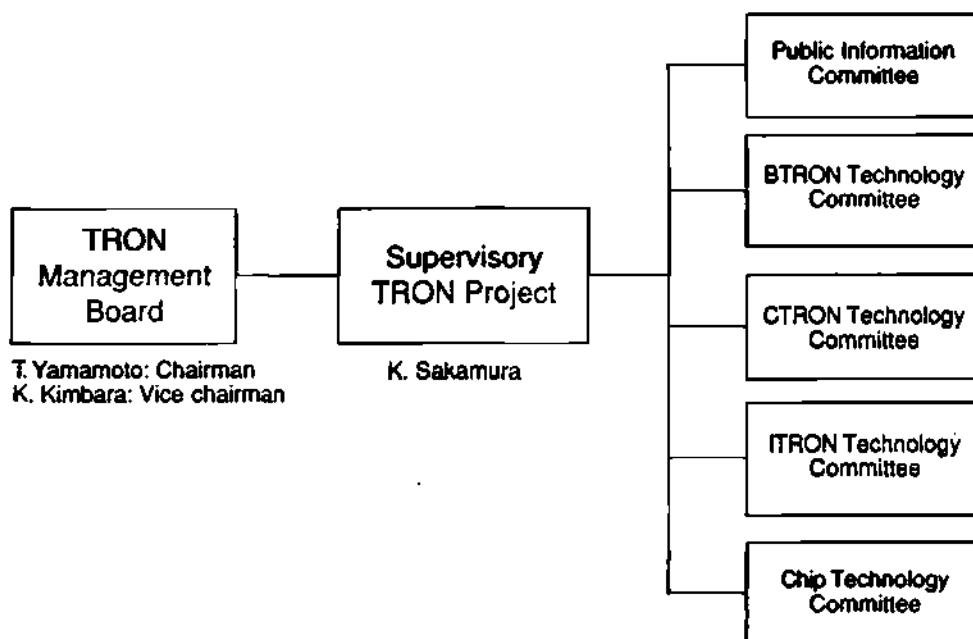 TRON
Management
Board
T. Yamamoto: Chairman
K. Kimbara: Vice chairman
Supervisory
TRON Project
K. Sakamura
Public Information
Committee
BTRON Technology
Committee
CTRON Technology
Committee
ITRON Technology
Committee
Chip Technology
Committee